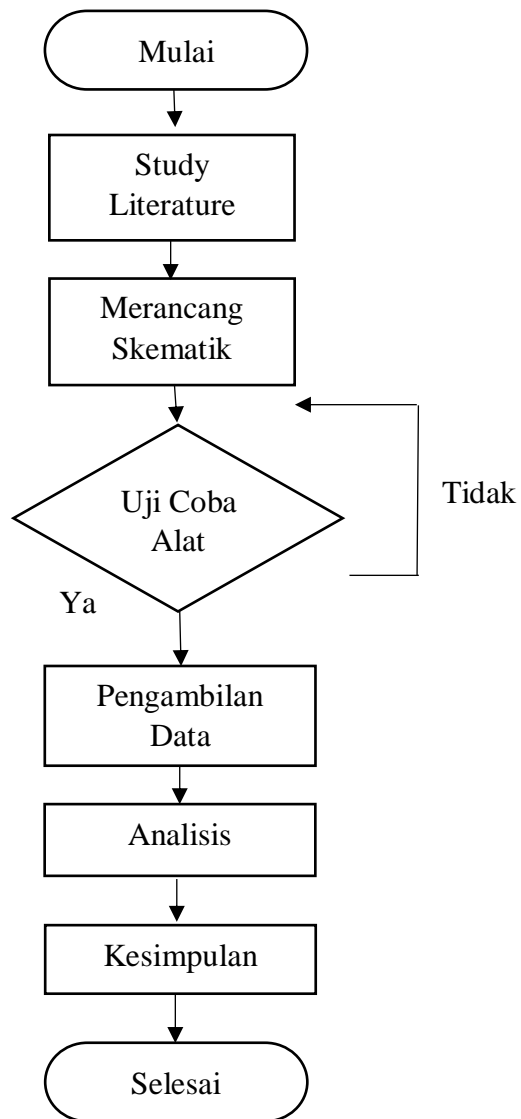 Mulai
Study
Literature
Merancang
Skematik
Uji Coba
Alat
Tidak
Ya
Pengambilan
Data
Analisis
Kesimpulan
Selesai